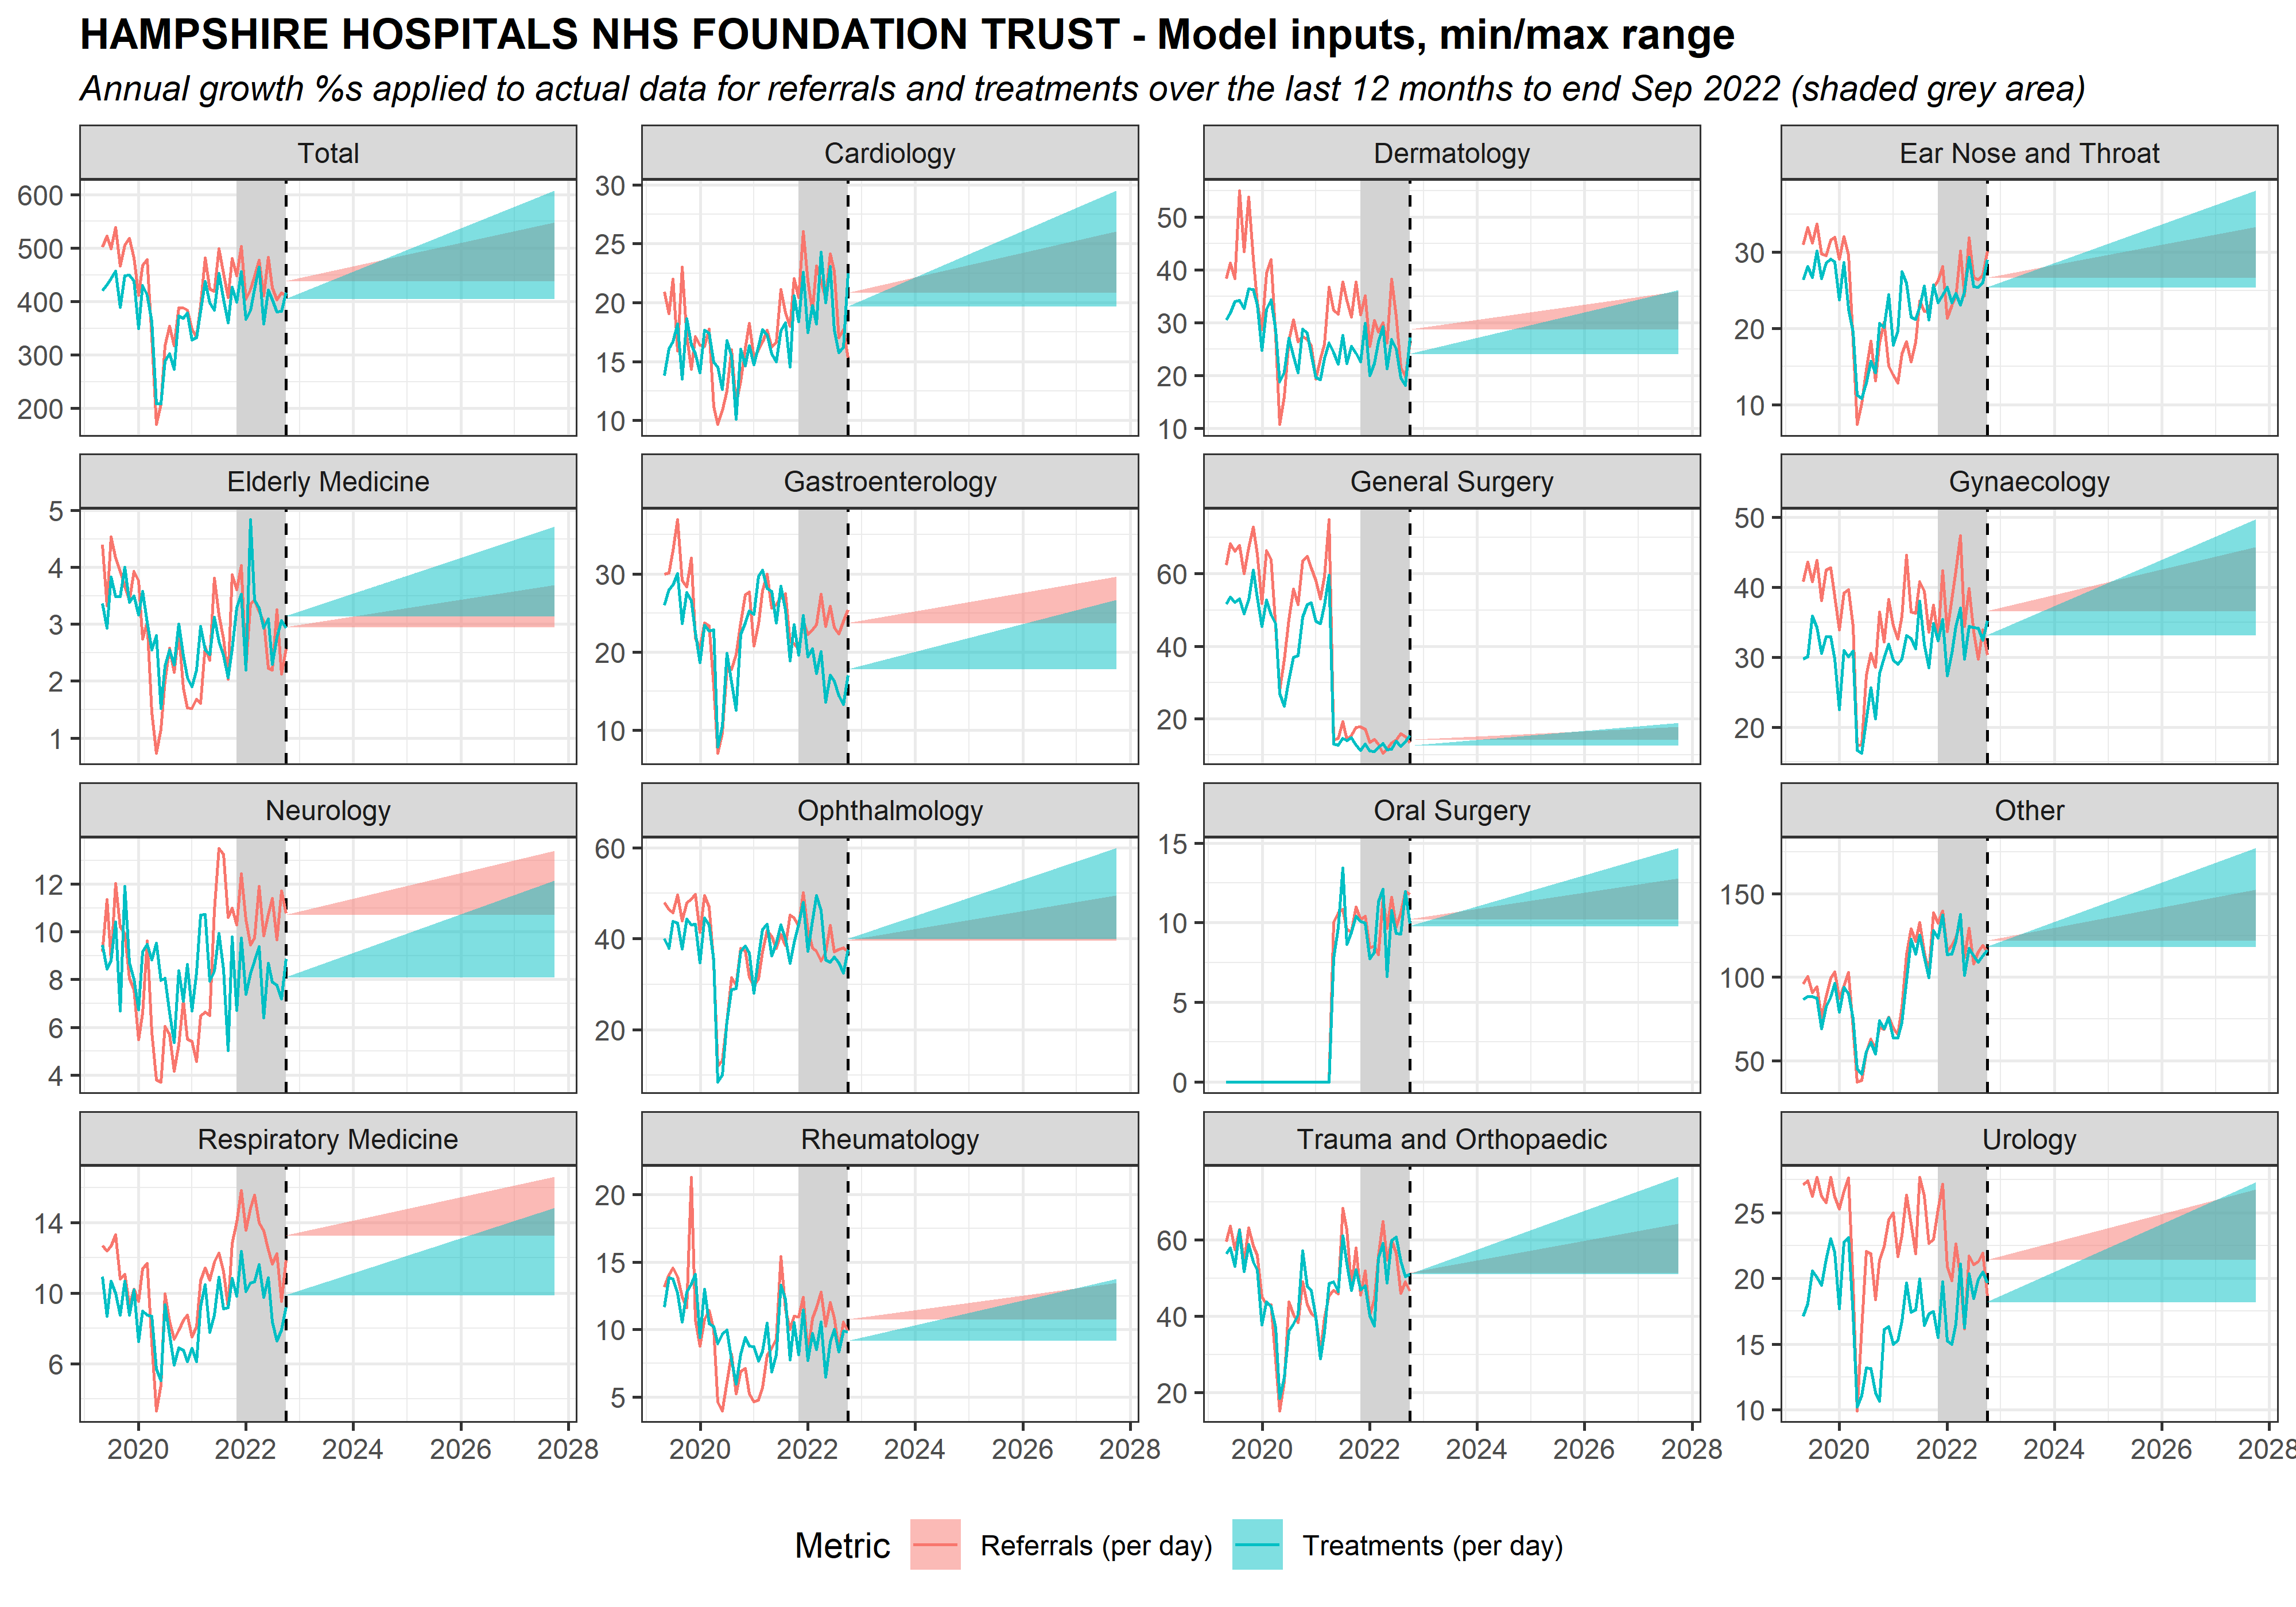 HAMPSHIRE HOSPITALS NHS FOUNDATION TRUST - Model inputs, min/max range
Annual growth %s applied to actual data for referrals and treatments over the last 12 months to end Sep 2022 (shaded grey area)
Total
600
500
400
300
200
Cardiology
30
25
20
15
10
Dermatology
50
40
30
20
10
Ear Nose and Throat
30
20
10
Elderly Medicine
5
4
3
2
1
Gastroenterology
30
20
10
General Surgery
60
40
20
Gynaecology
50
40
30
20
Neurology
12
10
8
6
4
Ophthalmology
60
40
20
Oral Surgery
15
10
5
0
Other
150
100
50
Respiratory Medicine
14
10
6
2020 2022 2024 2026 2028
Rheumatology
20
15
10
5
2020 2022 2024 2026 2028
Trauma and Orthopaedic
60
40
20
2020 2022 2024 2026 2028
Urology
25
20
15
10
2020 2022 2024 2026 2028
Metric Referrals (per day) Treatments (per day)